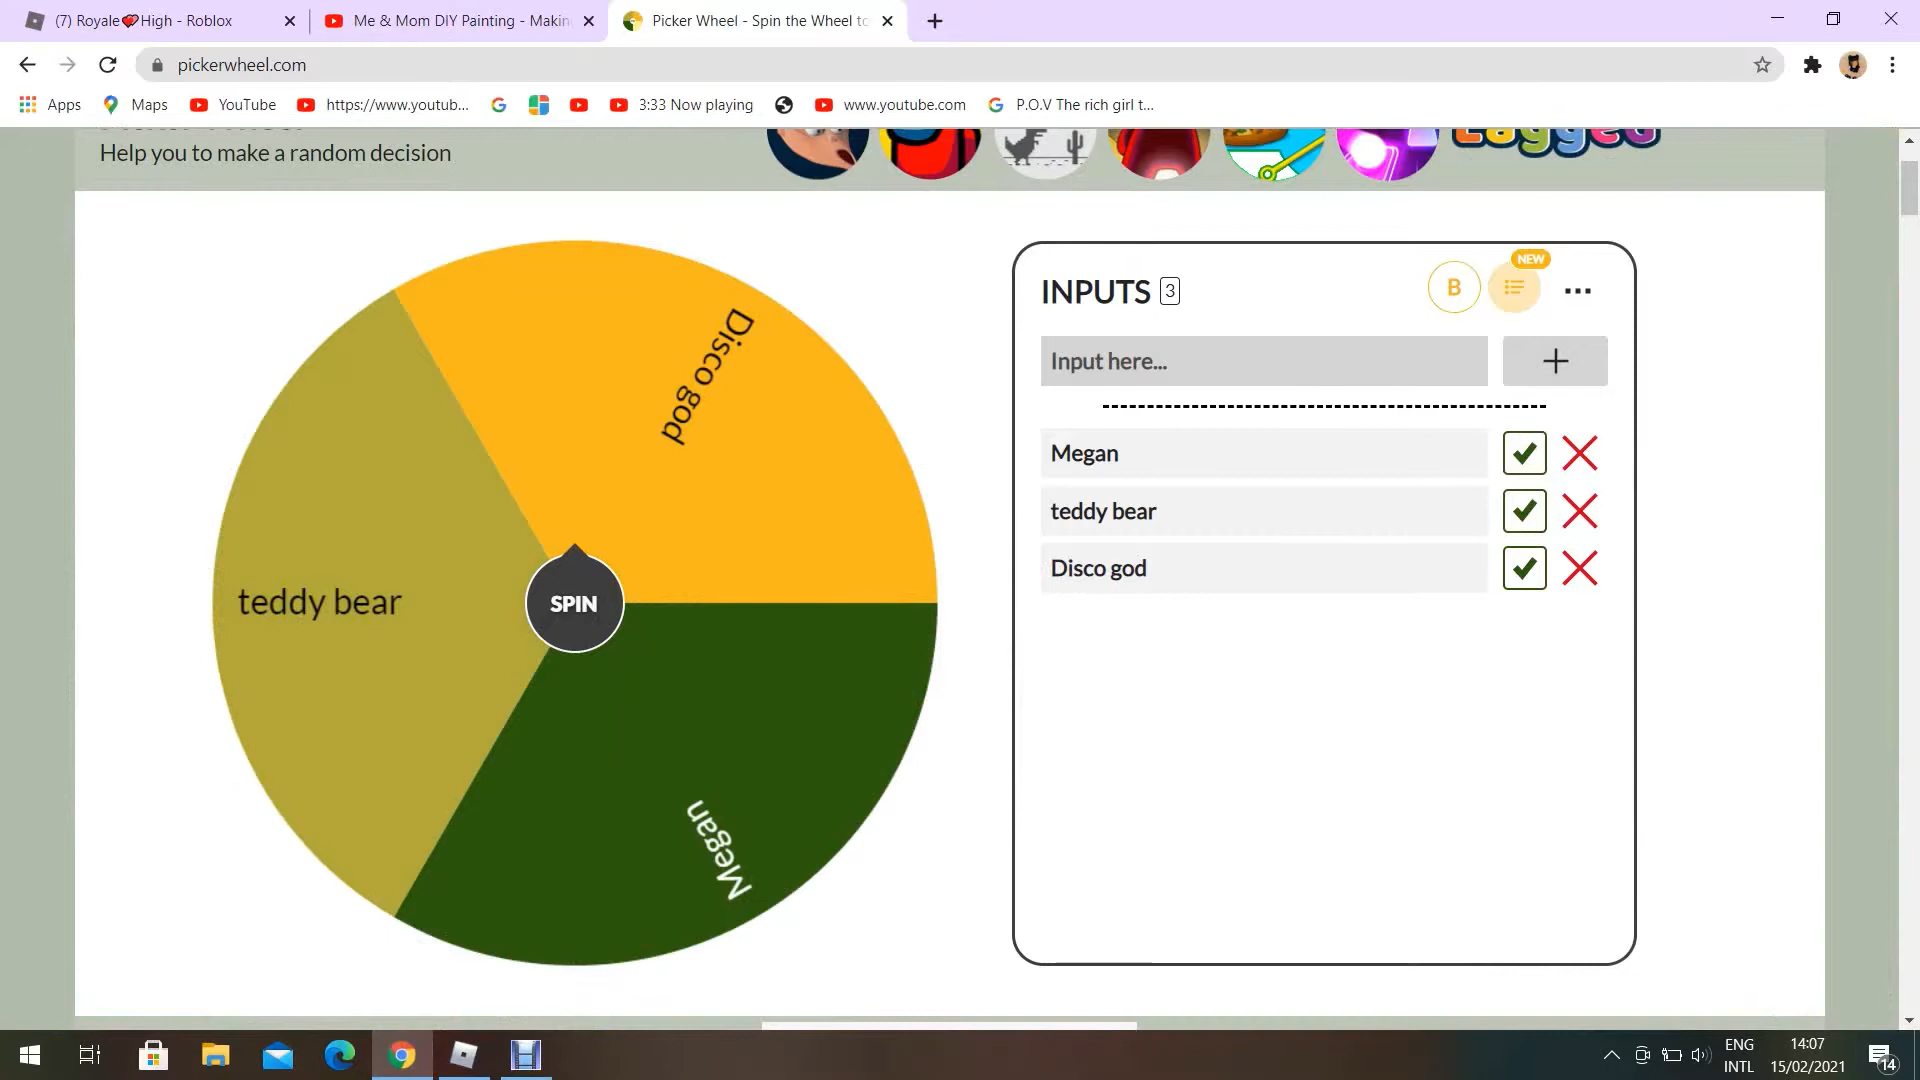 (7) Royale❤High - Roblox
Me & Mom DIY Painting - Makin
Picker Wheel - Spin the Wheel to
pickerwheel.com
Apps
Maps
YouTube
https://www.youtub...
3:33 Now playing
www.youtube.com
P.O.V The rich girl t...
Help you to make a random decision
Disco god
teddy bear
SPIN
Megan
INPUTS 3
B
NEW
...
Input here...
Megan
teddy bear
Disco god
ENG
INTL
14:07
15/02/2021
14